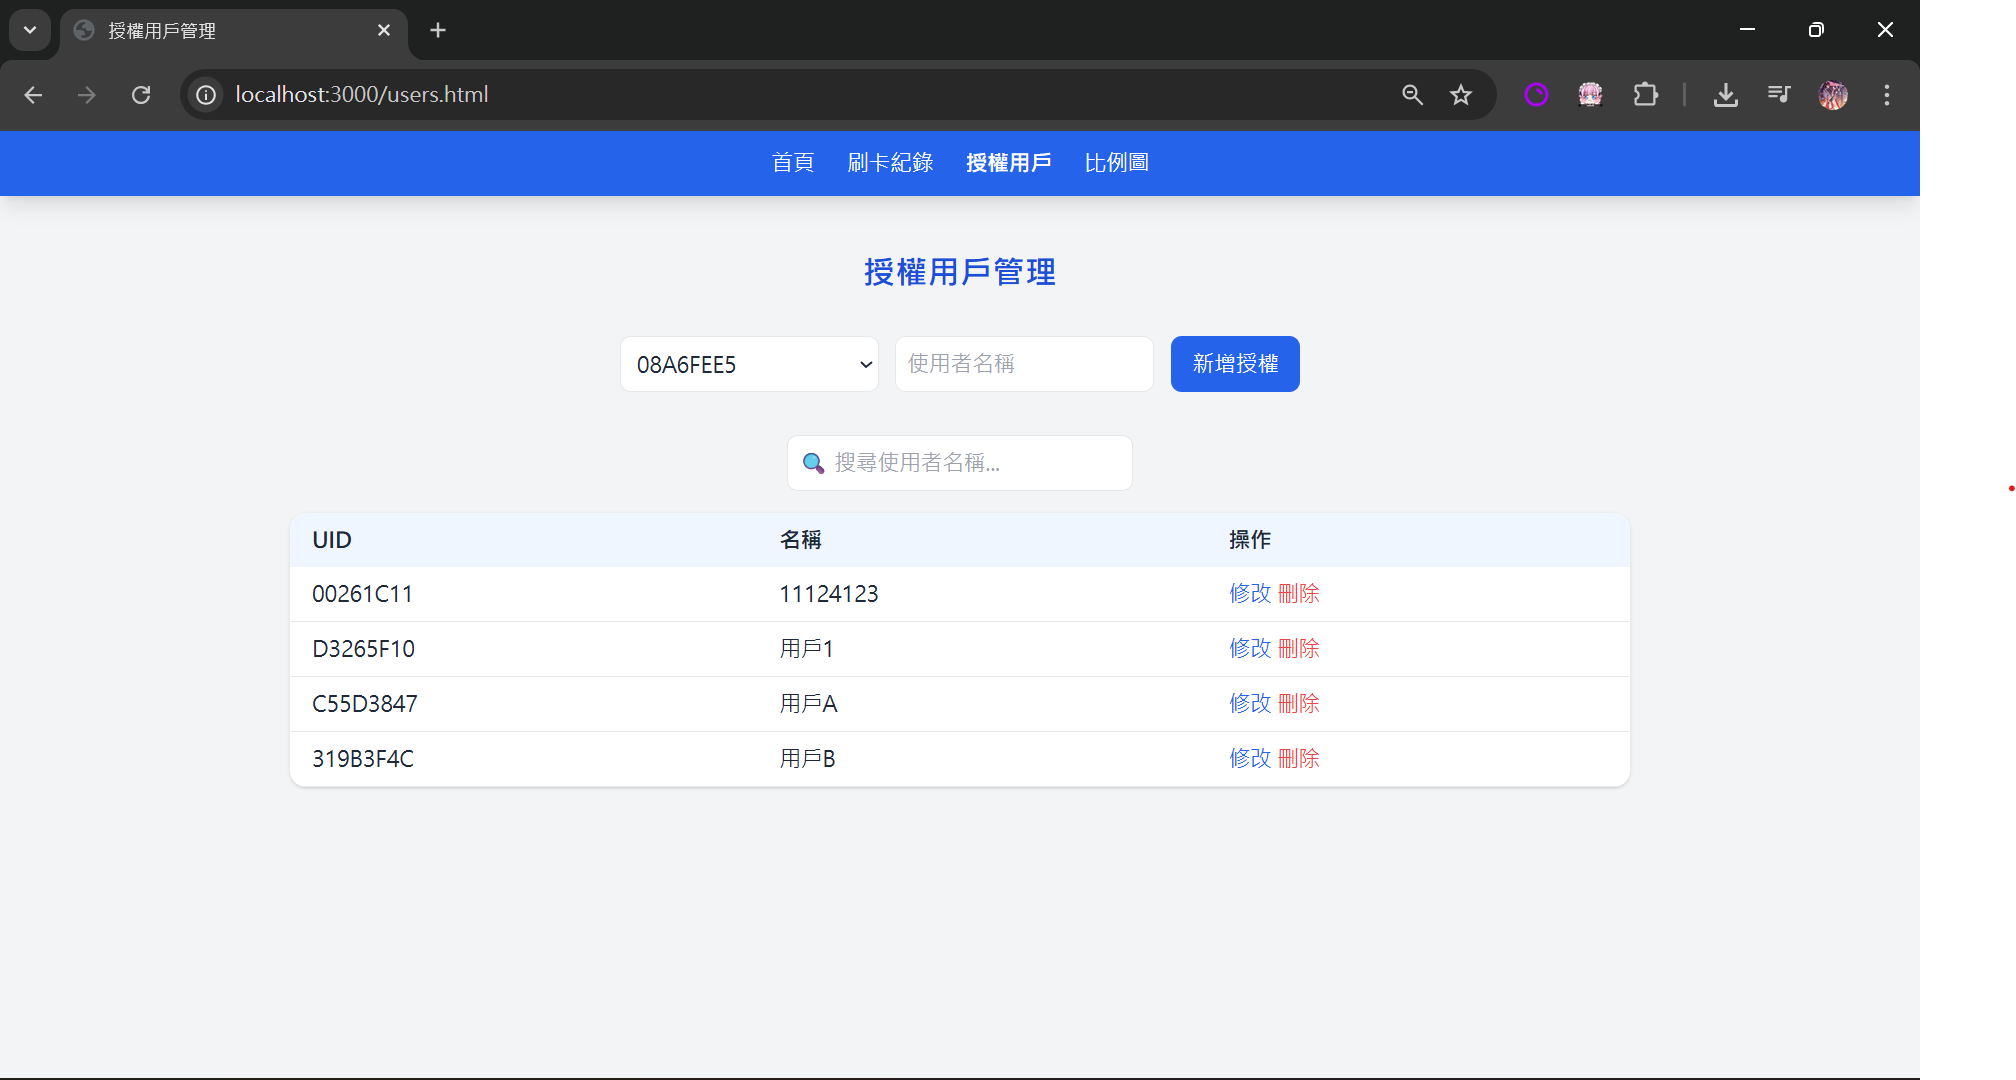 授權用戶管理
localhost:3000/users.html
首頁 刷卡紀錄 授權用戶 比例圖
授權用戶管理
08A6FEE5 使用者名稱 新增授權
搜尋使用者名稱...
UID 名稱 操作
00261C11 11124123 修改 刪除
D3265F10 用戶1 修改 刪除
C55D3847 用戶A 修改 刪除
319B3F4C 用戶B 修改 刪除